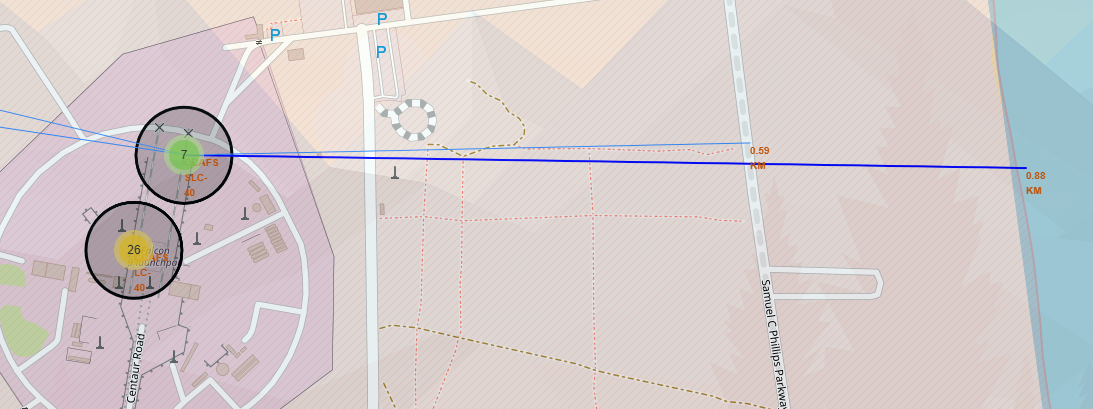 P
P
P
7
AFS
SLC-
40
0.59
KM
0.88
KM
26
LC-
40
Centaur Road
Samuel C Phillips Parkway